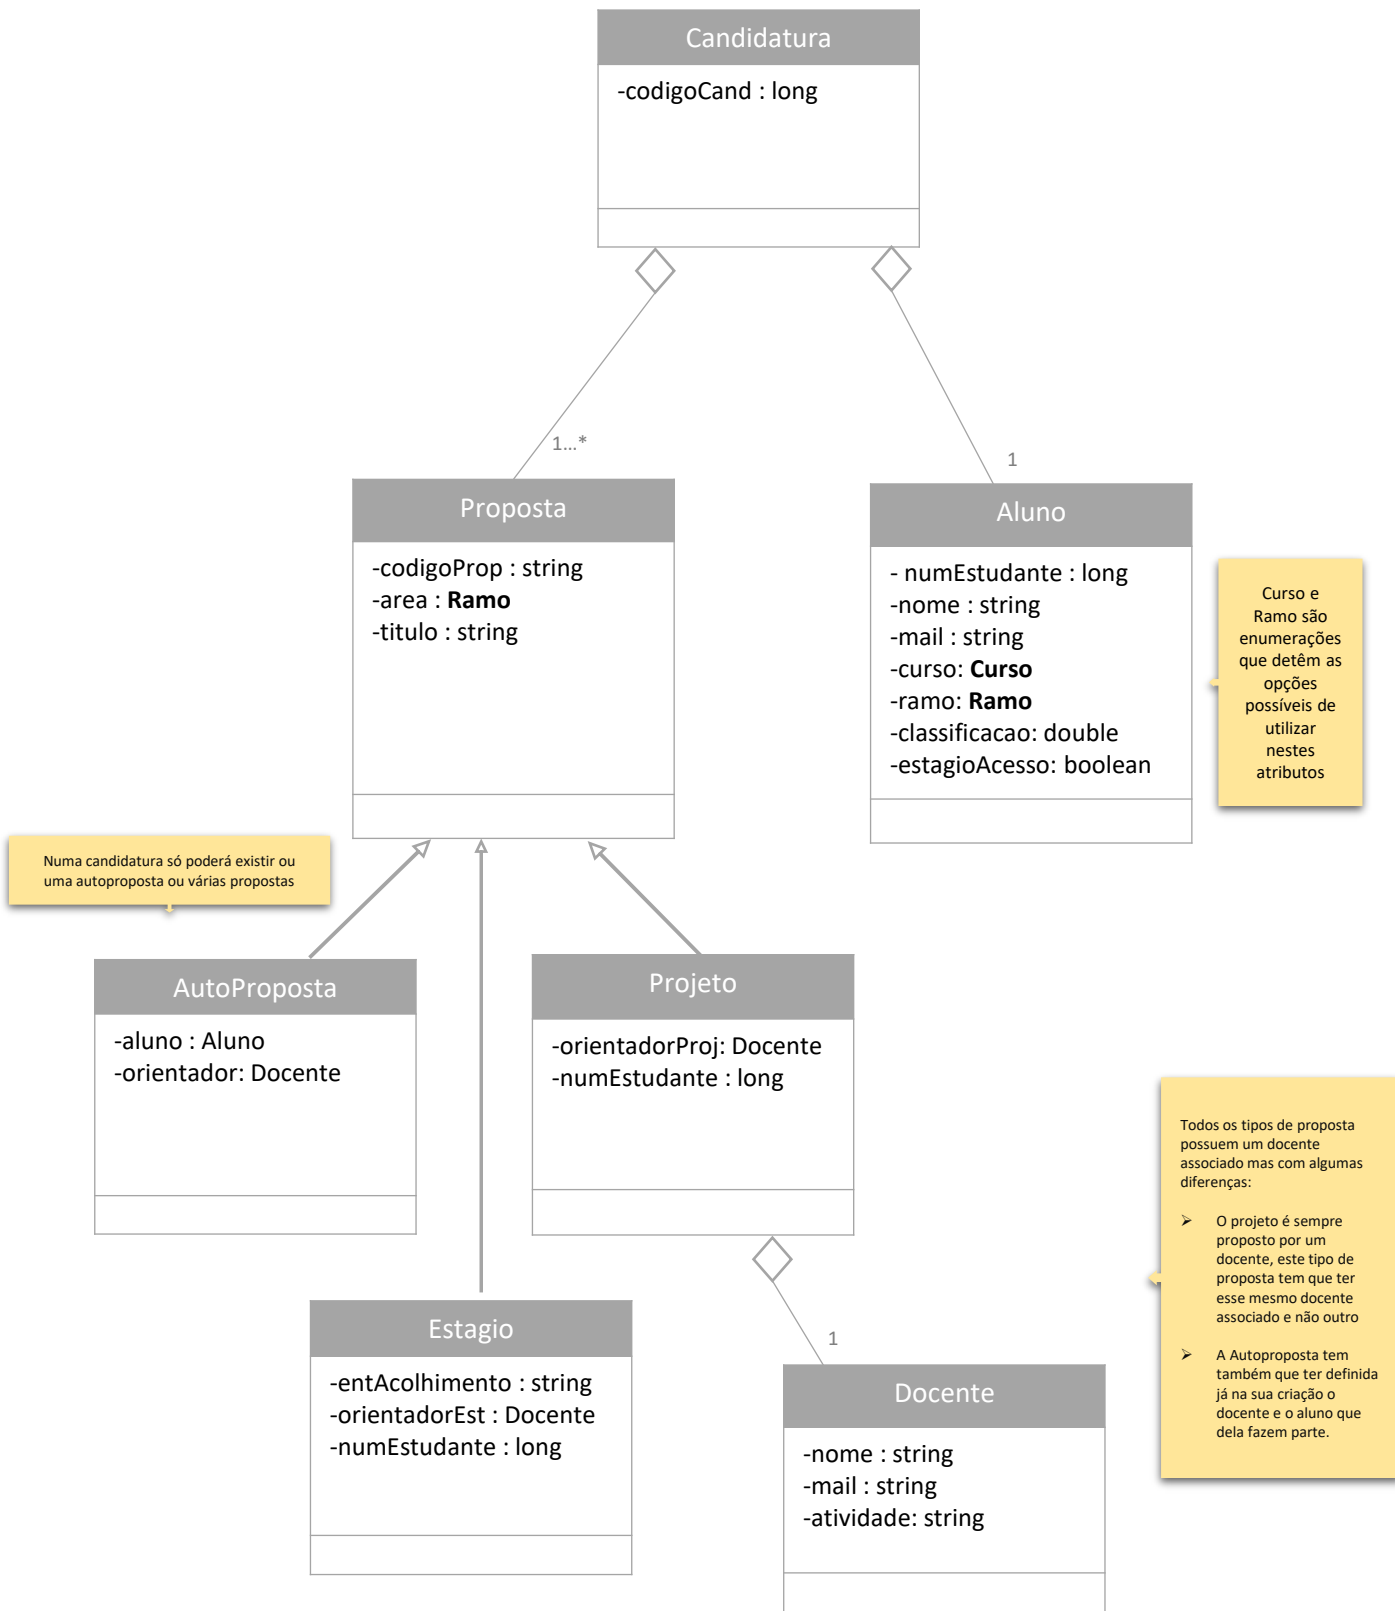 Candidatura
-codigoCand : long
1...*
1
Proposta
-codigoProp : string
-area : Ramo
-titulo : string
Aluno
- numEstudante : long
-nome : string
-mail : string
-curso: Curso
-ramo: Ramo
-classificacao: double
-estagioAcesso: boolean
Curso e
Ramo são
enumerações
que detêm as
opções
possíveis de
utilizar
nestes
atributos
Numa candidatura só poderá existir ou
uma autoproposta ou várias propostas
AutoProposta
-aluno : Aluno
-orientador: Docente
Projeto
-orientadorProj: Docente
-numEstudante : long
Todos os tipos de proposta
possuem um docente
associado mas com algumas
diferenças:
➢ O projeto é sempre
proposto por um
docente, este tipo de
proposta tem que ter
esse mesmo docente
associado e não outro
➢ A Autoproposta tem
também que ter definida
já na sua criação o
docente e o aluno que
dela fazem parte.
Estagio
-entAcolhimento : string
-orientadorEst : Docente
-numEstudante : long
1
Docente
-nome : string
-mail : string
-atividade: string